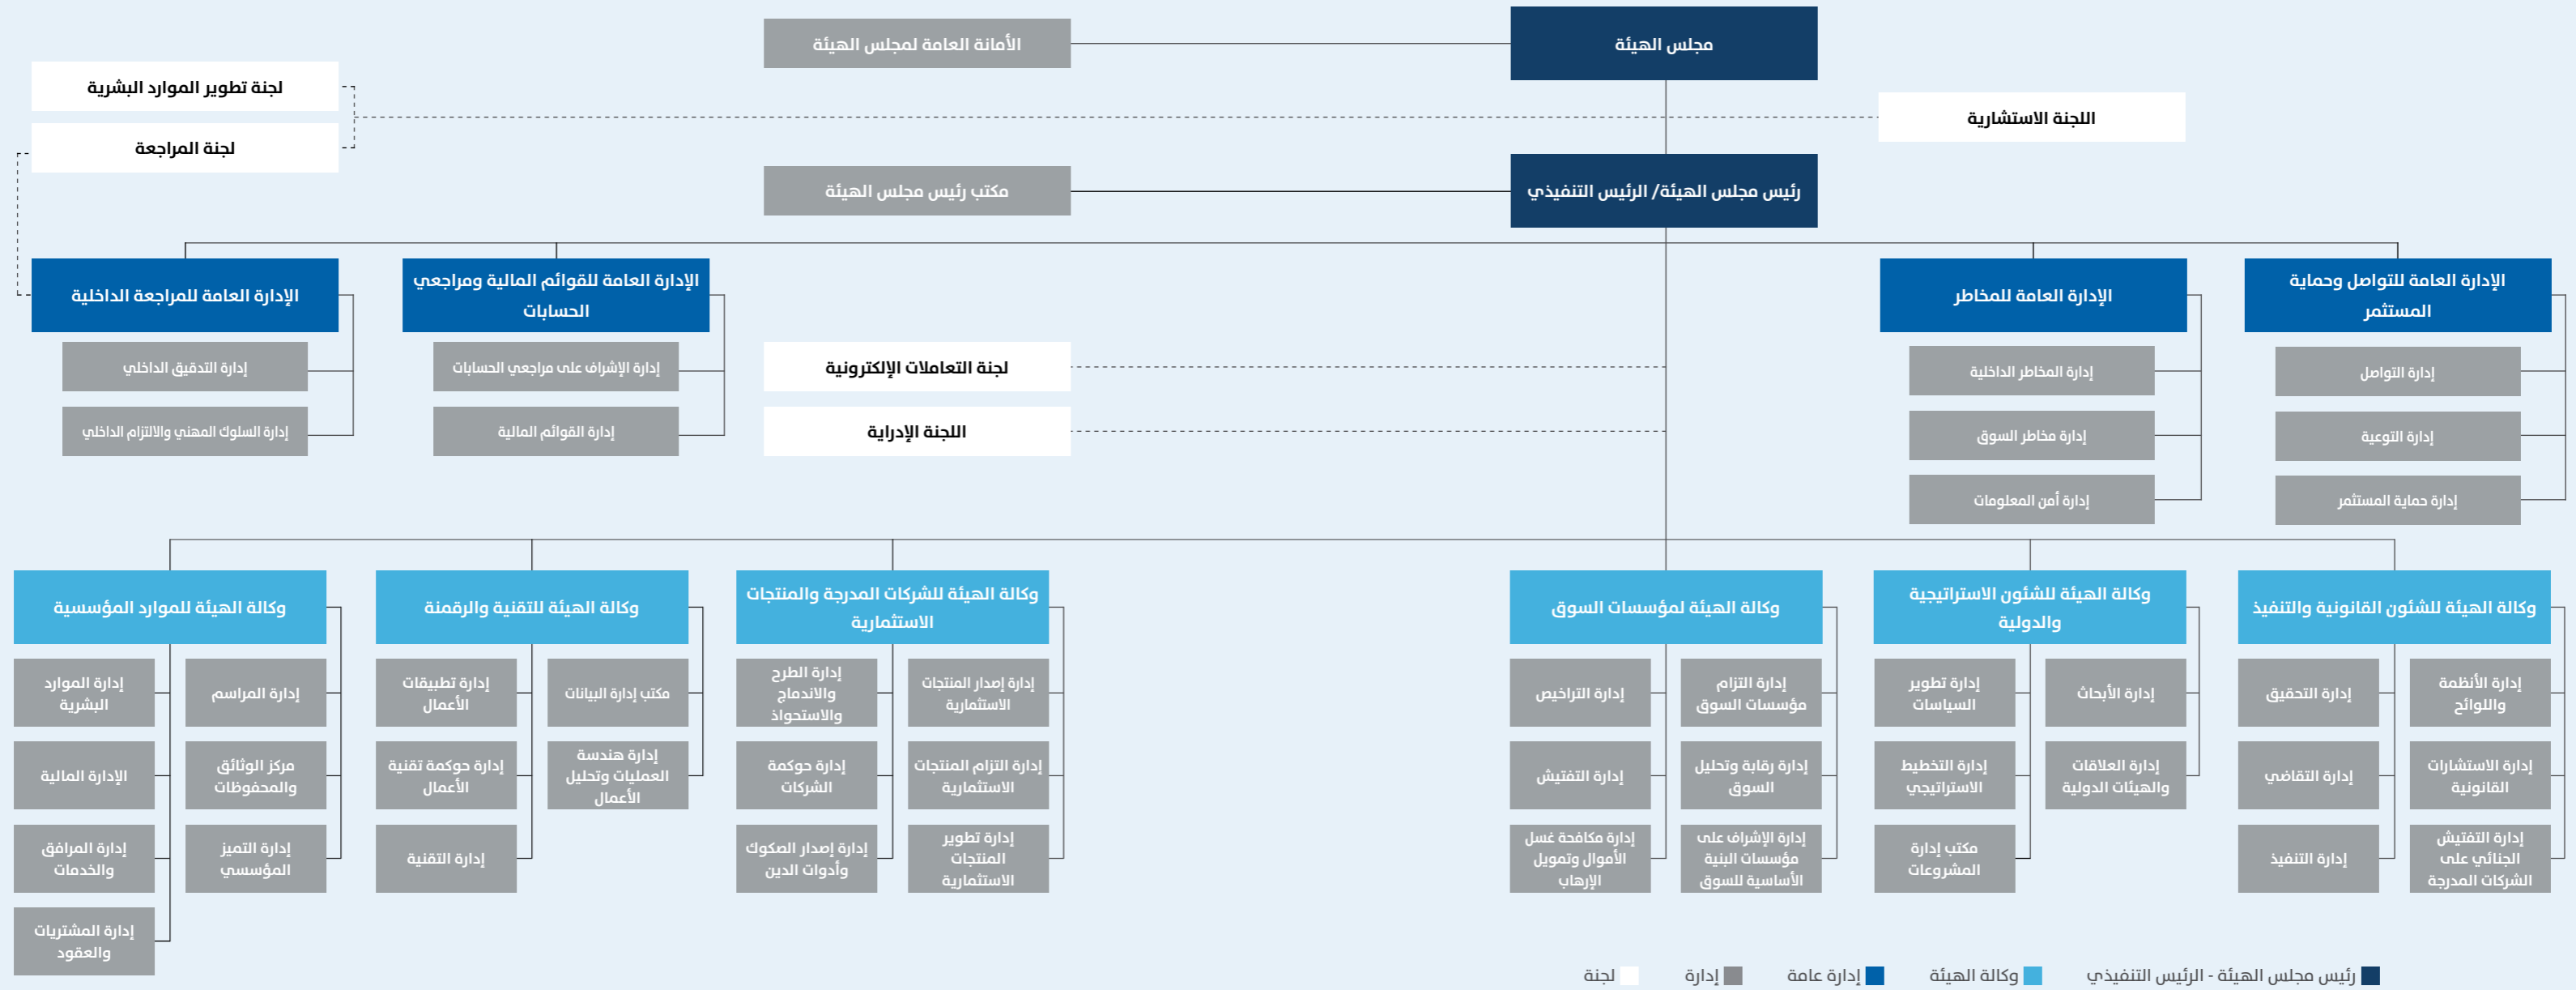 مجلس الهيئة
الأمانة العامة لمجلس الهيئة
اللجنة الاستشارية
لجنة تطوير الموارد البشرية
لجنة المراجعة
رئيس مجلس الهيئة/ الرئيس التنفيذي
مكتب رئيس مجلس الهيئة
الإدارة العامة للتواصل وحماية
المستثمر
إدارة التواصل
إدارة التوعية
إدارة حماية المستثمر
الإدارة العامة للمخاطر
إدارة المخاطر الداخلية
إدارة مخاطر السوق
إدارة أمن المعلومات
لجنة التعاملات الإلكترونية
اللجنة الإدراية
الإدارة العامة للقوائم المالية ومراجعي
الحسابات
إدارة الإشراف على مراجعي الحسابات
إدارة القوائم المالية
الإدارة العامة للمراجعة الداخلية
إدارة التدقيق الداخلي
إدارة السلوك المهني والالتزام الداخلي
وكالة الهيئة للشئون القانونية والتنفيذ
إدارة الأنظمة
واللوائح
إدارة الاستشارات
القانونية
إدارة التفتيش
الجنائي على
الشركات المدرجة
إدارة التحقيق
إدارة التقاضي
إدارة التنفيذ
وكالة الهيئة للشئون الاستراتيجية
والدولية
إدارة الأبحاث
إدارة العلاقات
والهيئات الدولية
إدارة تطوير
السياسات
إدارة التخطيط
الاستراتيجي
مكتب إدارة
المشروعات
وكالة الهيئة لمؤسسات السوق
إدارة التزام
مؤسسات السوق
إدارة رقابة وتحليل
السوق
إدارة الإشراف على
مؤسسات البنية
الأساسية للسوق
إدارة التراخيص
إدارة التفتيش
إدارة مكافحة غسل
الأموال وتمويل
الإرهاب
وكالة الهيئة للشركات المدرجة والمنتجات
الاستثمارية
إدارة إصدار المنتجات
الاستثمارية
إدارة التزام المنتجات
الاستثمارية
إدارة تطوير
المنتجات
الاستثمارية
إدارة الطرح
والاندماج
والاستحواذ
إدارة حوكمة
الشركات
إدارة إصدار الصكوك
وأدوات الدين
وكالة الهيئة للتقنية والرقمنة
مكتب إدارة البيانات
إدارة هندسة
العمليات وتحليل
الأعمال
إدارة تطبيقات
الأعمال
إدارة حوكمة تقنية
الأعمال
إدارة التقنية
وكالة الهيئة للموارد المؤسسية
إدارة المراسم
مركز الوثائق
والمحفوظات
إدارة التميز
المؤسسي
إدارة الموارد
البشرية
الإدارة المالية
إدارة المرافق
والخدمات
إدارة المشتريات
والعقود
رئيس مجلس الهيئة - الرئيس التنفيذي
وكالة الهيئة
إدارة عامة
إدارة
لجنة